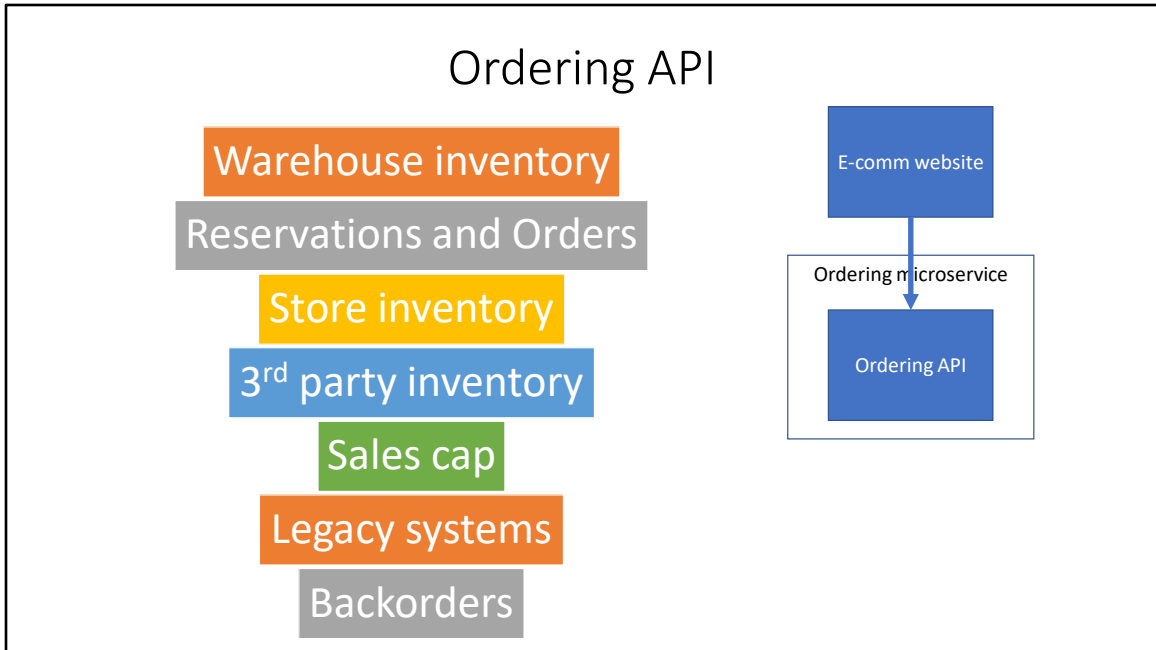 Ordering API
Warehouse inventory
Reservations and Orders
Store inventory
3rd party inventory
Sales cap
Legacy systems
Backorders
E-comm website
Ordering microservice
Ordering API